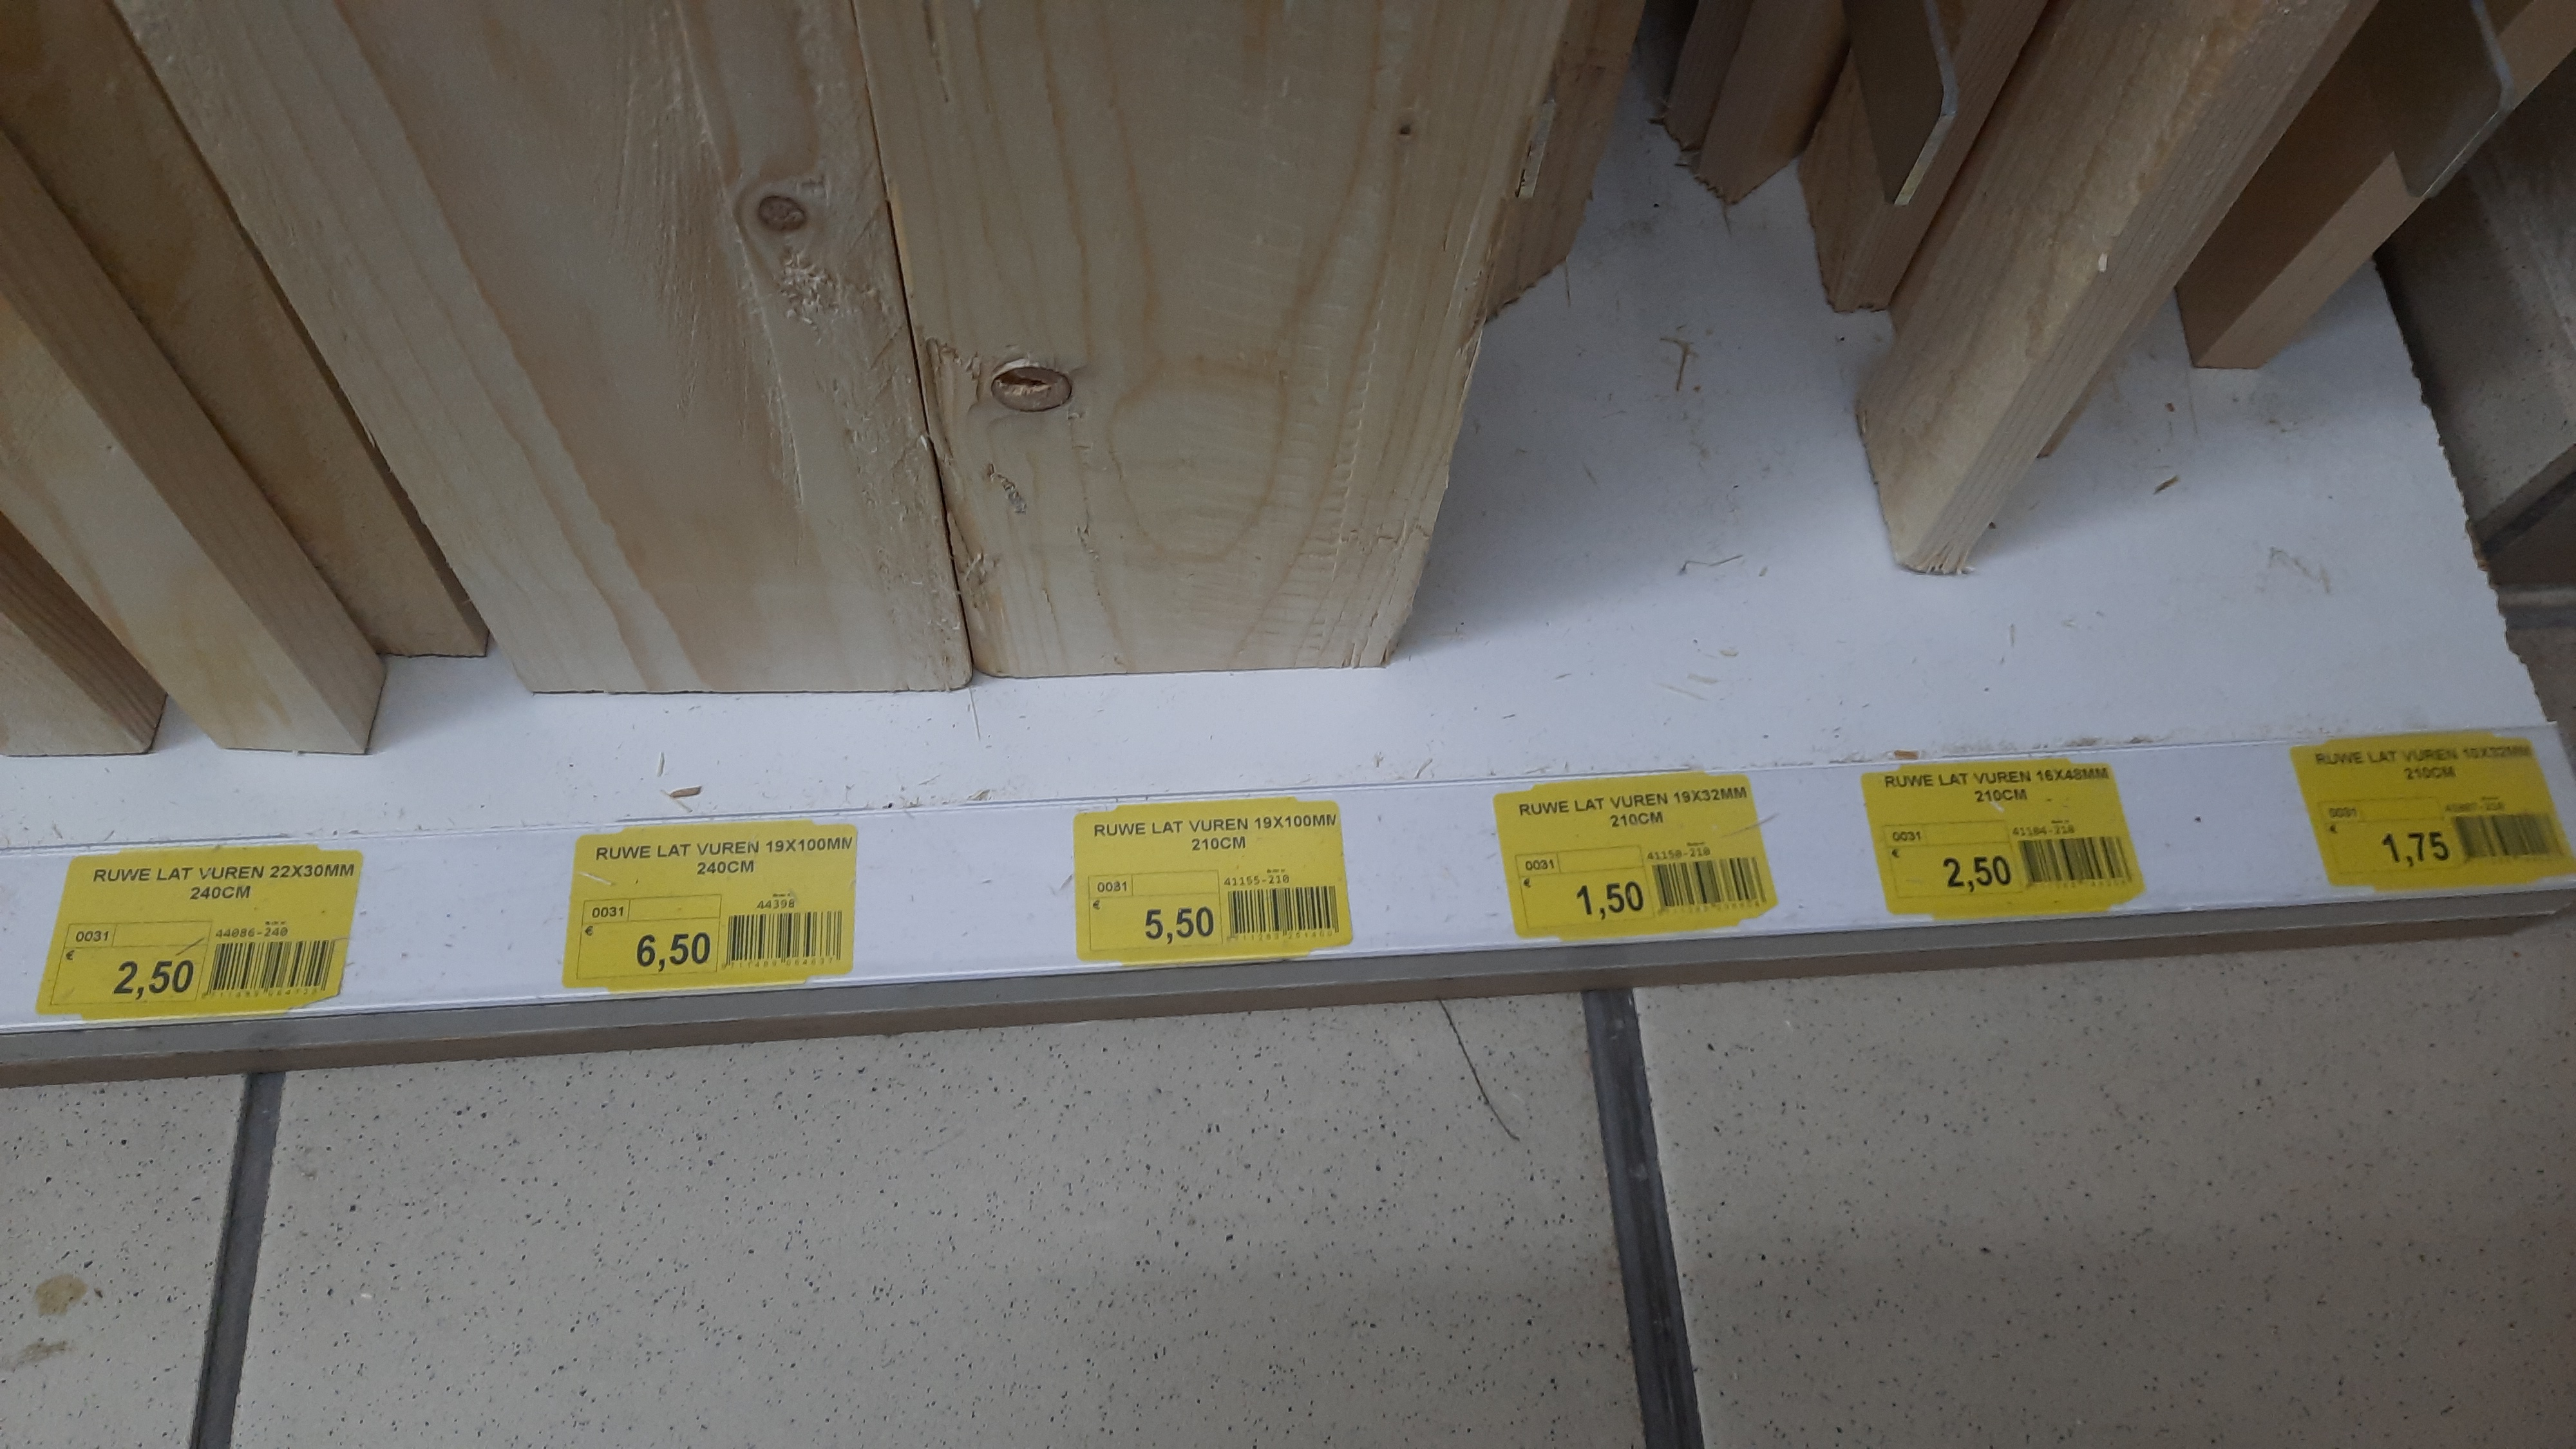 RUWE LAT VUREN 22X30MM
240CM
0031
44086-240
€
2,50
RUWE LAT VUREN 19X100MM
240CM
0031
44398
€
6,50
RUWE LAT VUREN 19X100MM
210CM
0031
41155-210
€
5,50
RUWE LAT VUREN 19X32MM
210CM
0031
41150-210
€
1,50
RUWE LAT VUREN 16X48MM
210CM
0031
41104-210
€
2,50
RUWE LAT VUREN
210CM
0031
€
1,75